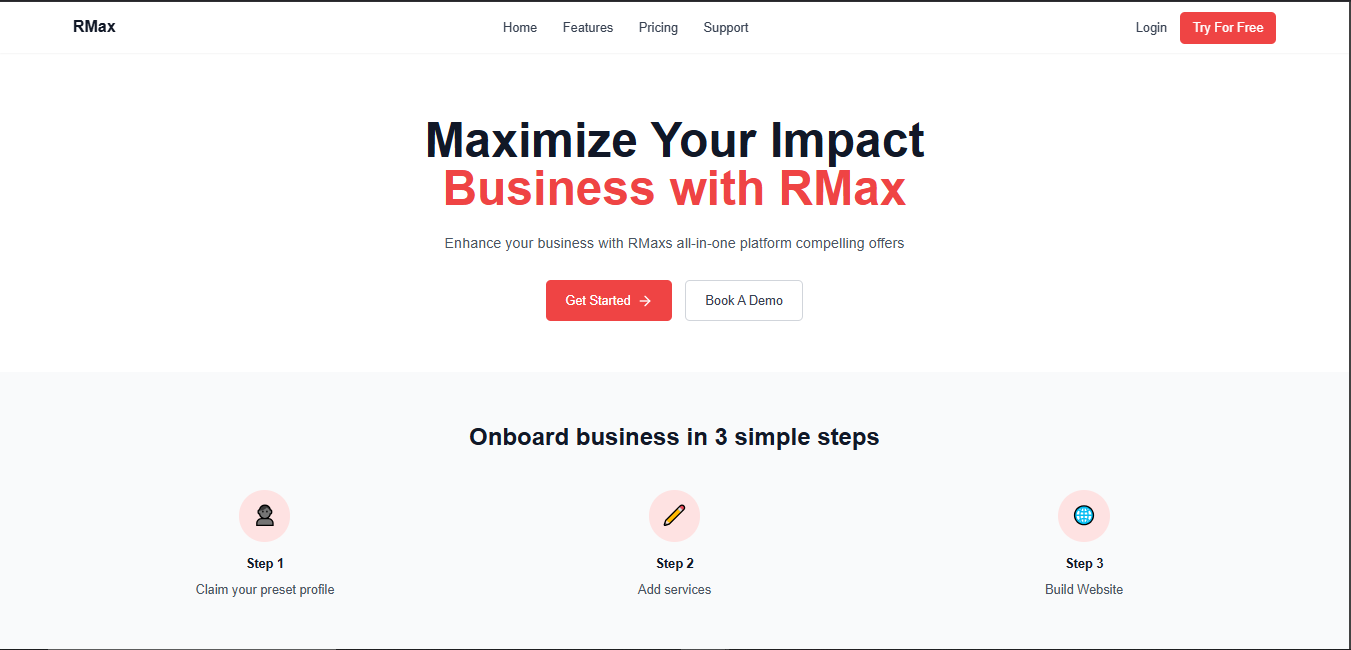 RMax
Home Features Pricing Support
Login Try For Free
Maximize Your Impact
Business with RMax
Enhance your business with RMaxs all-in-one platform compelling offers
Get Started → Book A Demo
Onboard business in 3 simple steps
Step 1
Claim your preset profile
Step 2
Add services
Step 3
Build Website